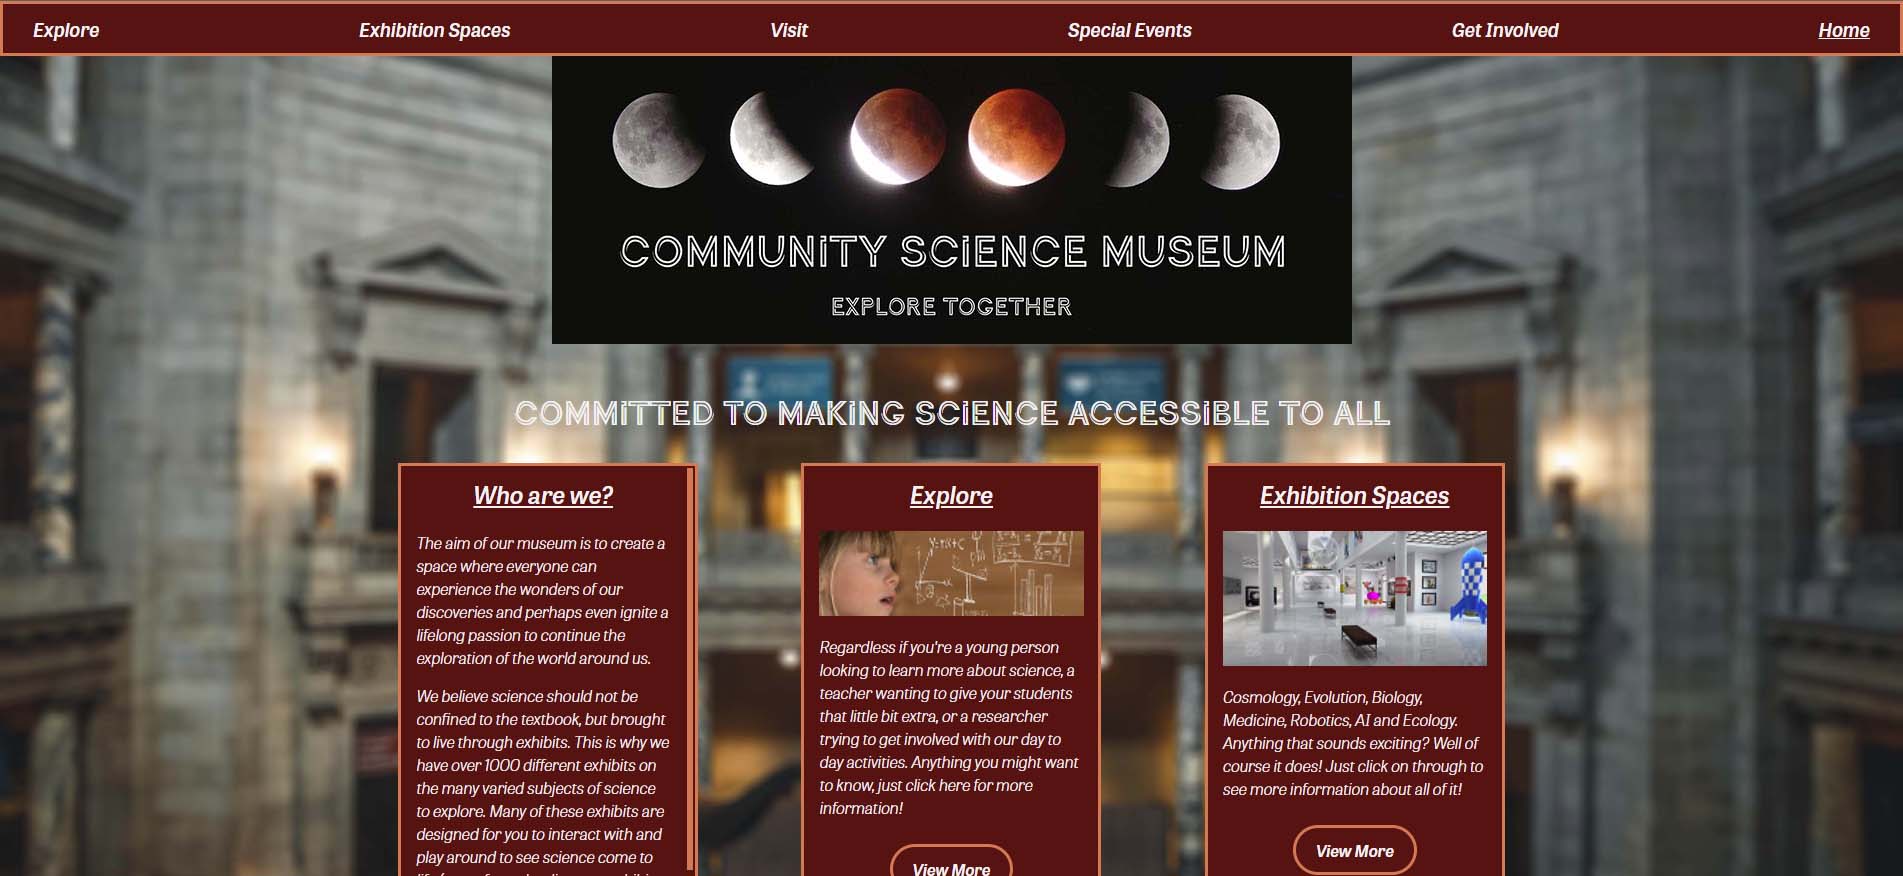 Explore
Exhibition Spaces
Visit
Special Events
Get Involved
Home
COMMUNiTY SCiENCE MUSEUM
EXPLORE TOGETHER
COMMiTTED TO MAKiNG SCiENCE ACCESSiBLE TO ALL
Who are we?
The aim of our museum is to create a
space where everyone can
experience the wonders of our
discoveries and perhaps even ignite a
lifelong passion to continue the
exploration of the world around us.
We believe science should not be
confined to the textbook, but brought
to live through exhibits. This is why we
have over 1000 different exhibits on
the many varied subjects of science
to explore. Many of these exhibits are
designed for you to interact with and
play around to see science come to
Explore
Regardless if you're a young person
looking to learn more about science, a
teacher wanting to give your students
that little bit extra, or a researcher
trying to get involved with our day to
day activities. Anything you might want
to know, just click here for more
information!
View More
Exhibition Spaces
Cosmology, Evolution, Biology,
Medicine, Robotics, AI and Ecology.
Anything that sounds exciting? Well of
course it does! Just click on through to
see more information about all of it!
View More